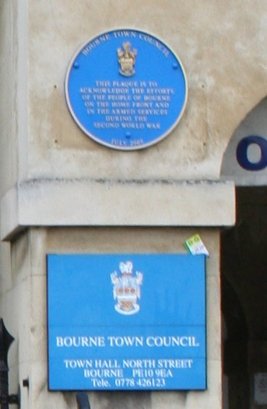 BOURNE TOWN COUNCIL
THIS PLAQUE IS TO
ACKNOWLEDGE THE EFFORTS
OF THE PEOPLE OF BOURNE
ON THE HOME FRONT AND
IN THE ARMED SERVICES
DURING THE
SECOND WORLD WAR
JULY
BOURNE TOWN COUNCIL
TOWN HALL NORTH STREET
BOURNE PE10 9EA
Tele. 0778 426123